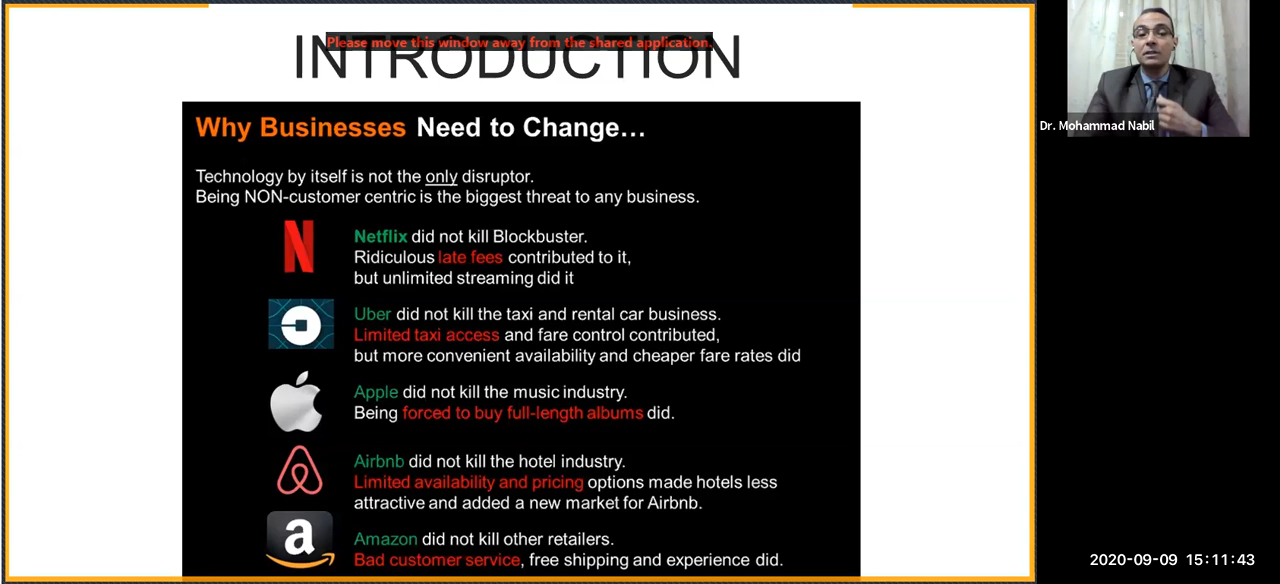 INTRODUCTION
Please move this window away from the shared application.
Why Businesses Need to Change...
Technology by itself is not the only disruptor.
Being NON-customer centric is the biggest threat to any business.
N
Netflix did not kill Blockbuster.
Ridiculous late fees contributed to it,
but unlimited streaming did it
Uber did not kill the taxi and rental car business.
Limited taxi access and fare control contributed,
but more convenient availability and cheaper fare rates did
Apple did not kill the music industry.
Being forced to buy full-length albums did.
Airbnb did not kill the hotel industry.
Limited availability and pricing options made hotels less
attractive and added a new market for Airbnb.
a
Amazon did not kill other retailers.
Bad customer service, free shipping and experience did.
Dr. Mohammad Nabil
2020-09-09 15:11:43